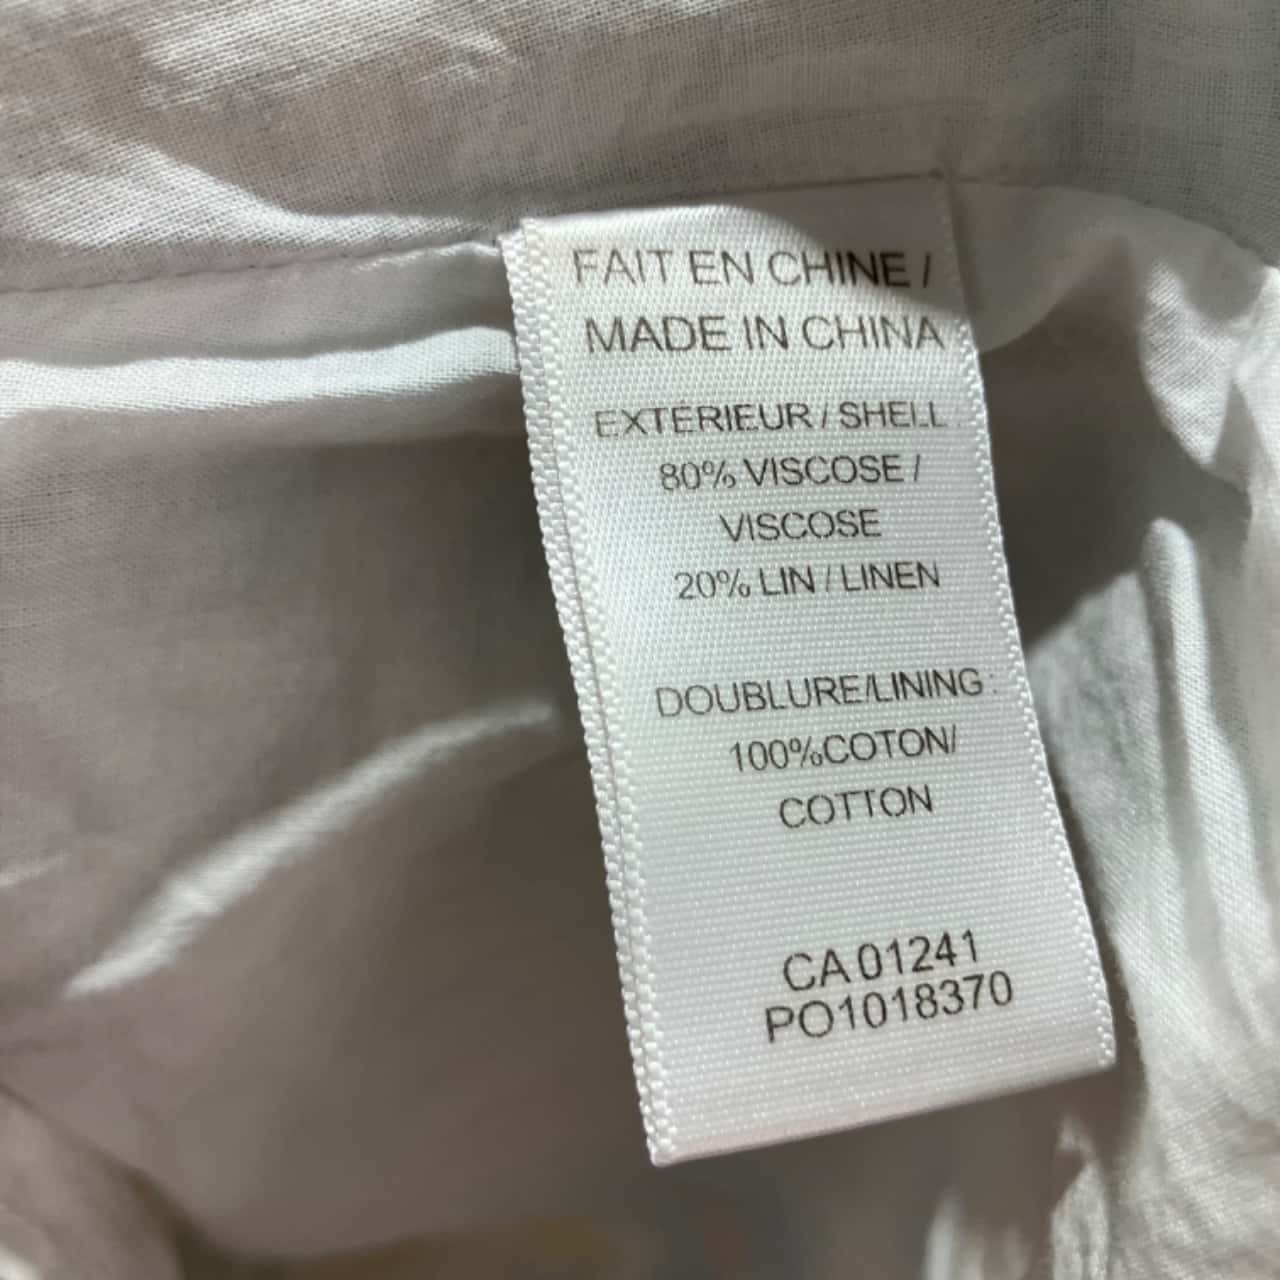 FAIT EN CHINE /
MADE IN CHINA
EXTÉRIEUR / SHELL :
80% VISCOSE /
VISCOSE
20% LIN / LINEN
DOUBLURE/LINING :
100%COTON/
COTTON
CA 01241
PO1018370